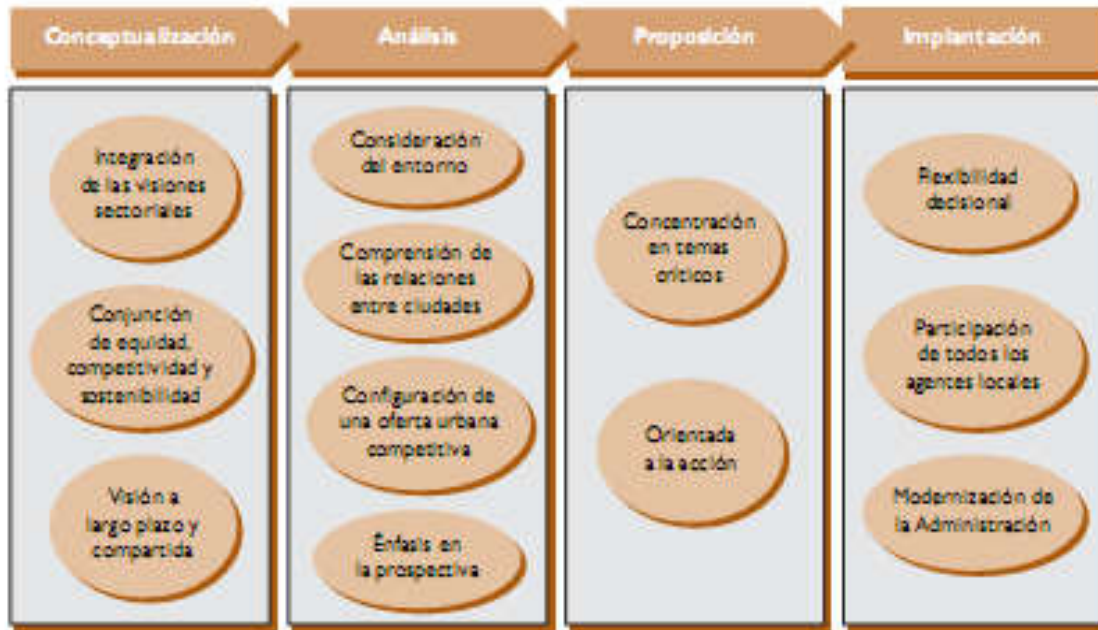 Conceptualización
Análisis
Proposición
Implantación
Integración
de las visiones
sectoriales
Conjunción
de equidad,
competitividad y
sostenibilidad
Visión a
largo plazo y
compartida
Consideración
del entorno
Comprensión de
las relaciones
entre ciudades
Configuración de
una oferta urbana
competitiva
Énfasis en
la prospectiva
Concentración
en temas
críticos
Orientada
a la acción
Flexibilidad
decisional
Participación
de todos los
agentes locales
Modernización de
la Administración